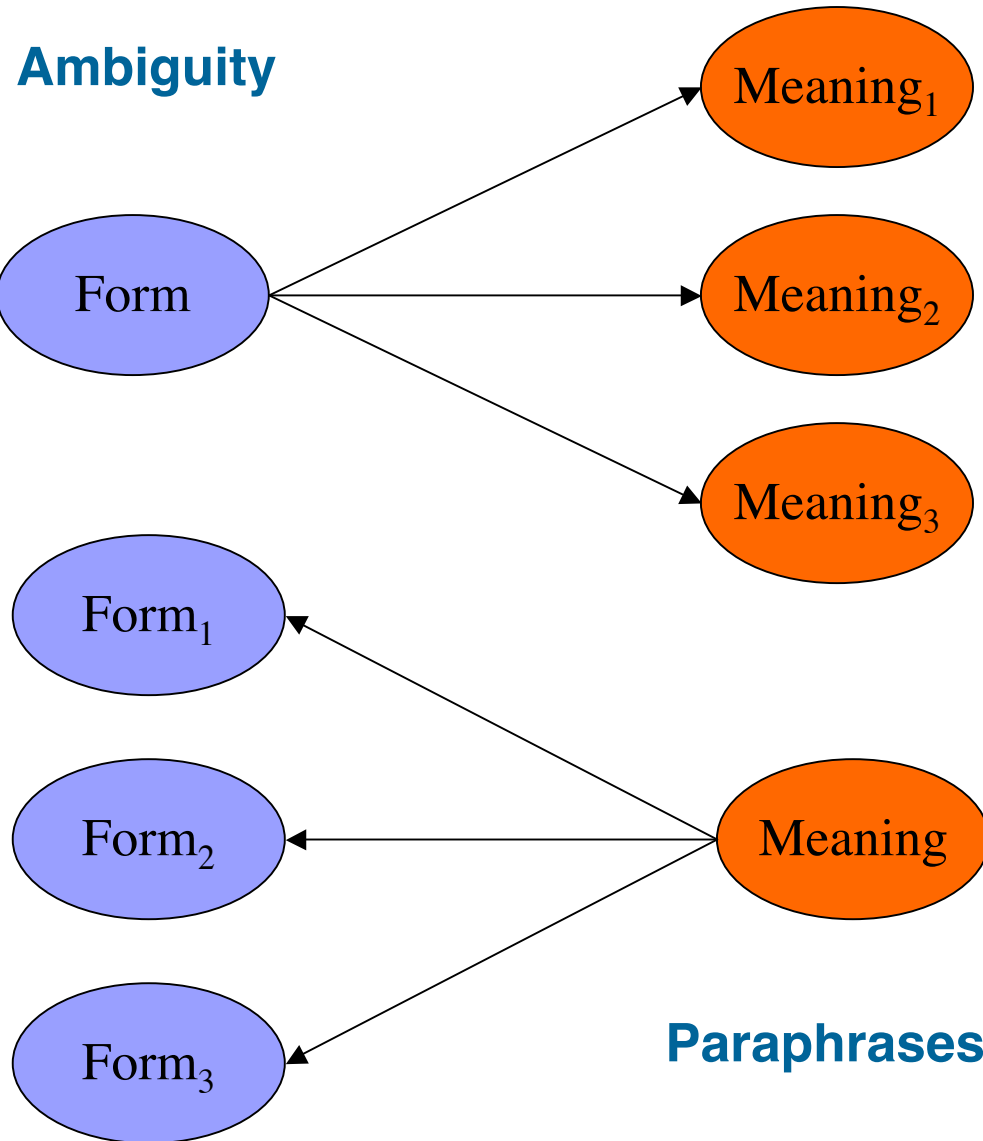 Ambiguity
Meaning₁
Form
Meaning₂
Meaning₃
Form₁
Form₂
Meaning
Form₃
Paraphrases